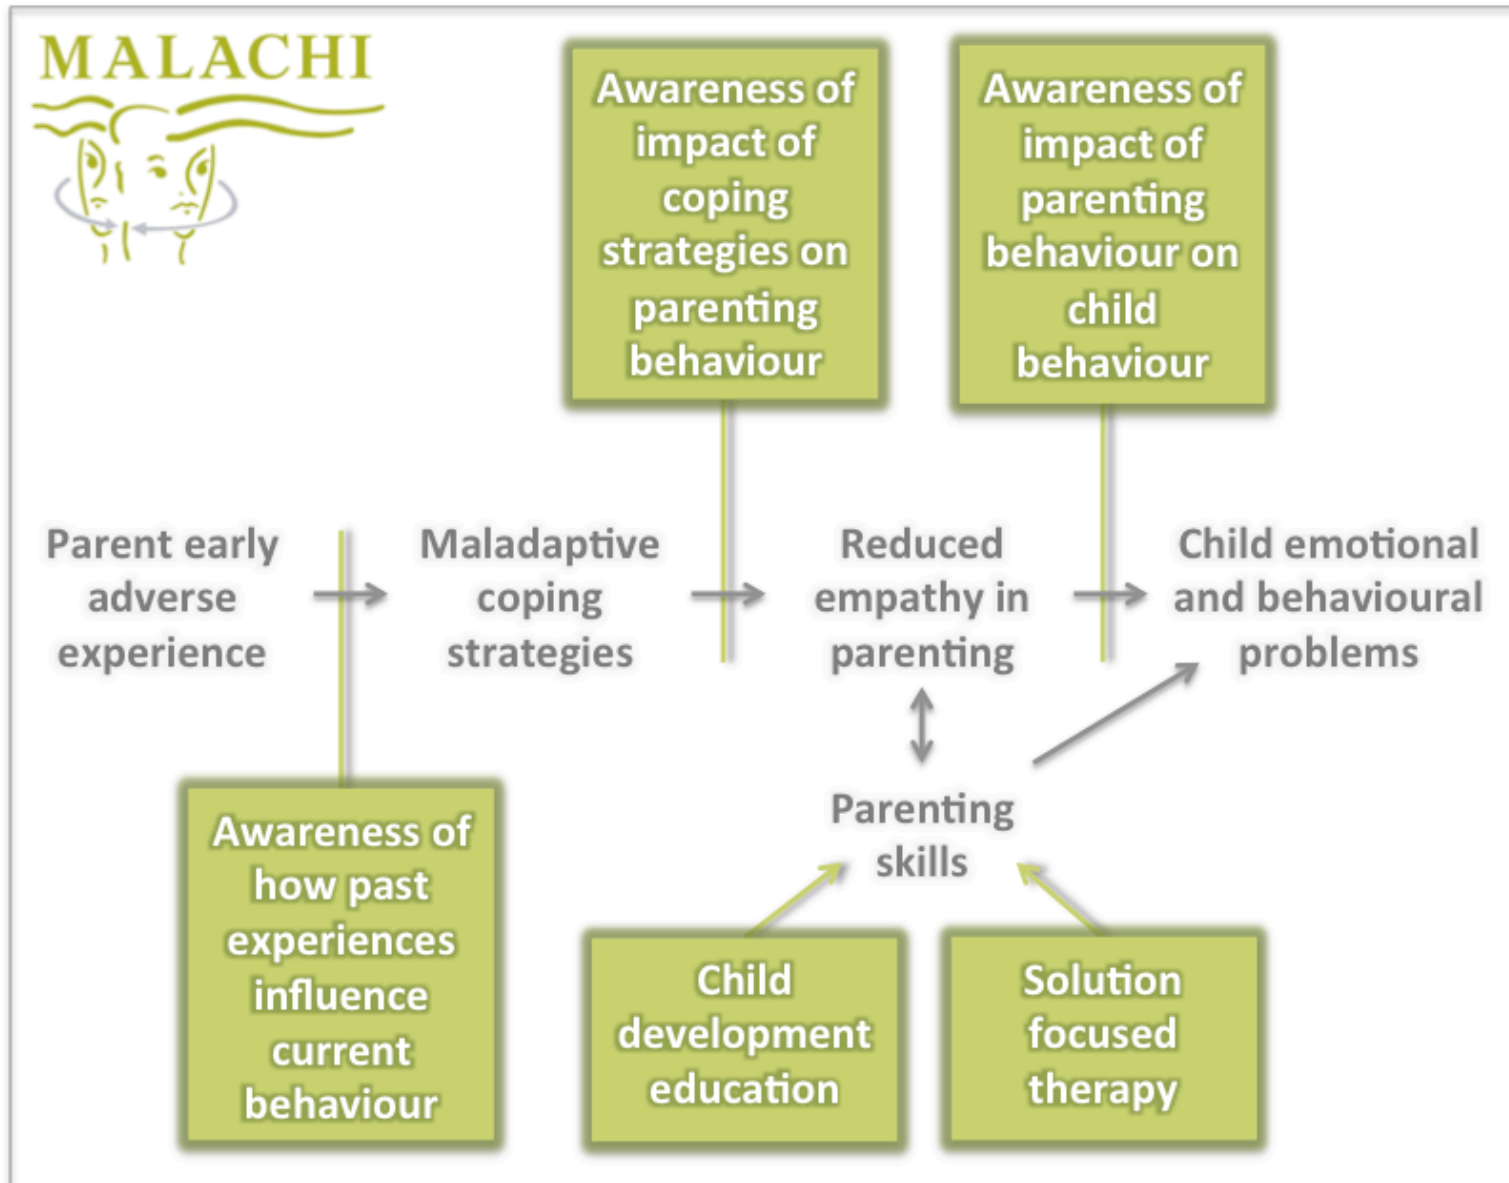 MALACHI
Awareness of
impact of
coping
strategies on
parenting
behaviour
Awareness of
impact of
parenting
behaviour on
child
behaviour
Parent early
adverse
experience
Maladaptive
coping
strategies
Reduced
empathy in
parenting
Child emotional
and behavioural
problems
Parenting
skills
Awareness of
how past
experiences
influence
current
behaviour
Child
development
education
Solution
focused
therapy